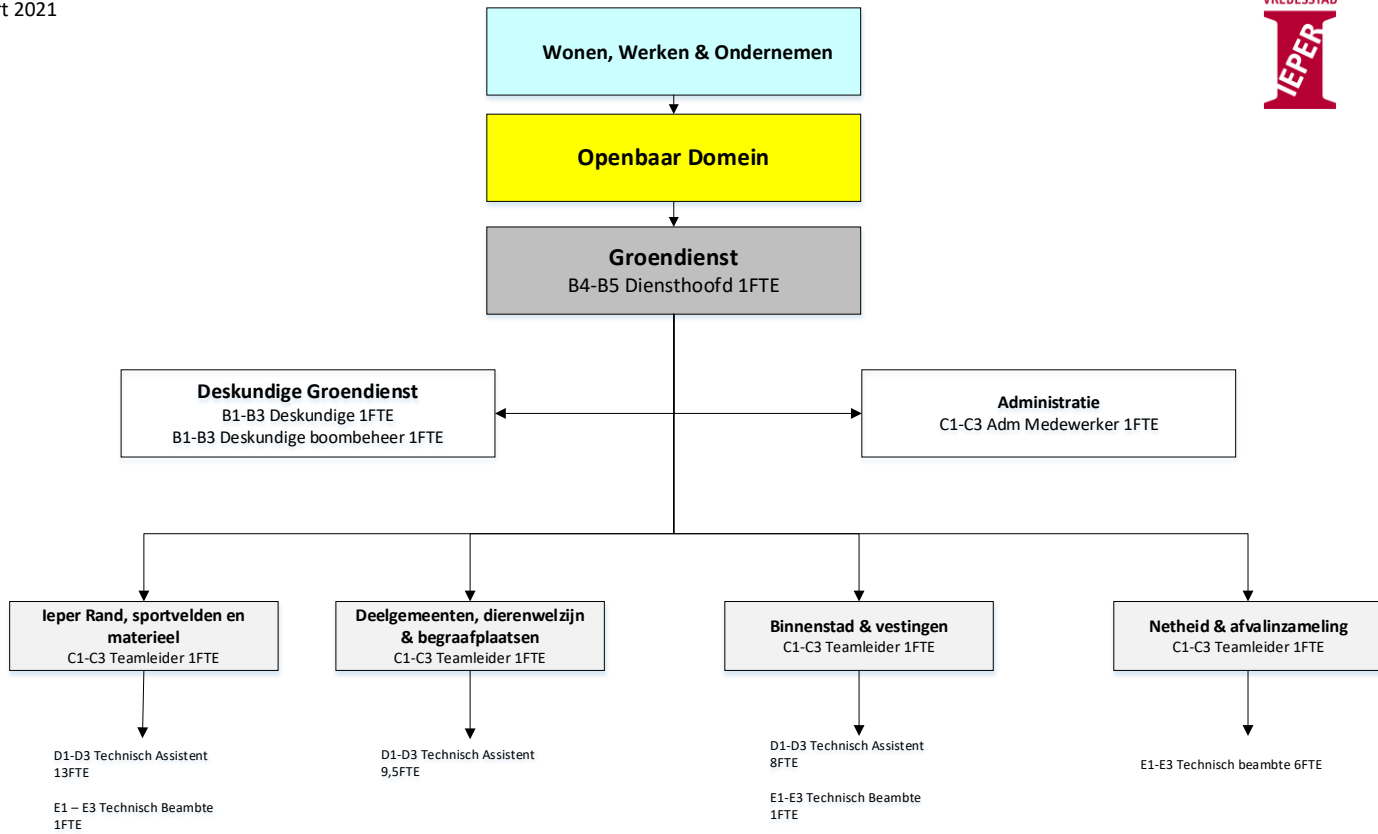 rt 2021
VREDESSTAD
IEPER
Wonen, Werken & Ondernemen
Openbaar Domein
Groendienst
B4-B5 Diensthoofd 1FTE
Deskundige Groendienst
B1-B3 Deskundige 1FTE
B1-B3 Deskundige boombeheer 1FTE
Administratie
C1-C3 Adm Medewerker 1FTE
Ieper Rand, sportvelden en
materieel
C1-C3 Teamleider 1FTE
Deelgemeenten, dierenwelzijn
& begraafplaatsen
C1-C3 Teamleider 1FTE
Binnenstad & vestingen
C1-C3 Teamleider 1FTE
Netheid & afvalinzameling
C1-C3 Teamleider 1FTE
D1-D3 Technisch Assistent
13FTE
E1 – E3 Technisch Beambte
1FTE
D1-D3 Technisch Assistent
9,5FTE
D1-D3 Technisch Assistent
8FTE
E1-E3 Technisch Beambte
1FTE
E1-E3 Technisch beambte 6FTE